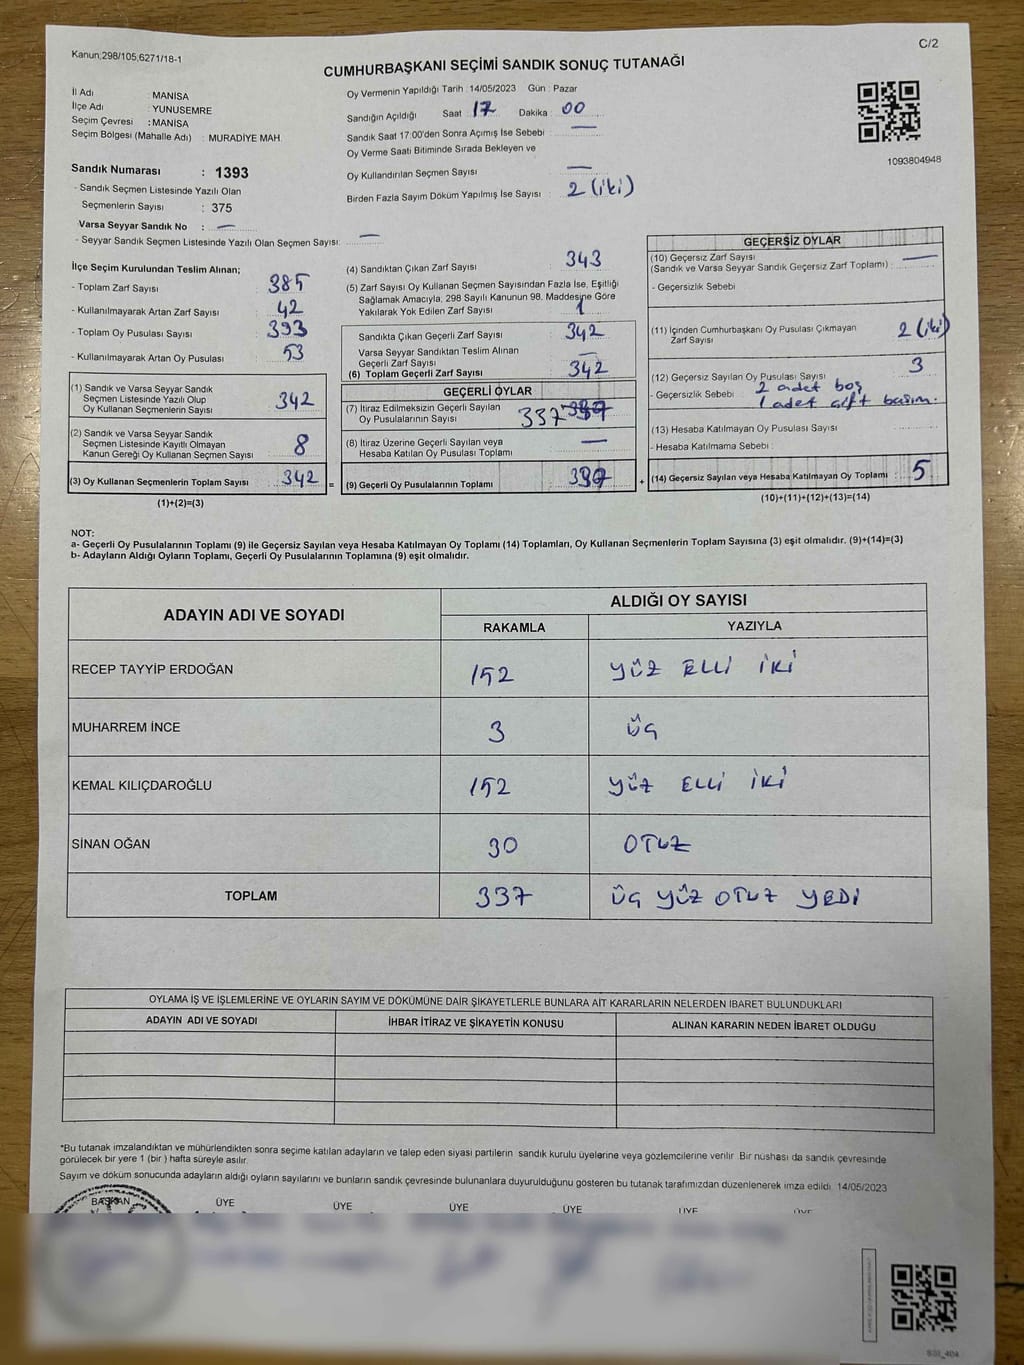 Kanun;298/105,6271/18-1
C/2
CUMHURBAŞKANI SEÇİMİ SANDIK SONUÇ TUTANAĞI
İl Adı : MANİSA
İlçe Adı : YUNUSEMRE
Seçim Çevresi : MANİSA
Seçim Bölgesi (Mahalle Adı) : MURADİYE MAH.
Sandık Numarası : 1393
- Sandık Seçmen Listesinde Yazılı Olan
Seçmenlerin Sayısı : 375
Varsa Seyyar Sandık No : —
- Seyyar Sandık Seçmen Listesinde Yazılı Olan Seçmen Sayısı: —
Oy Vermenin Yapıldığı Tarih : 14/05/2023 Gün : Pazar
Sandığın Açıldığı Saat : 17 Dakika : 00
Sandık Saat 17:00'den Sonra Açımış İse Sebebi : —
Oy Verme Saati Bitiminde Sırada Bekleyen ve
Oy Kullandırılan Seçmen Sayısı : —
Birden Fazla Sayım Döküm Yapılmış İse Sayısı : 2 (iki)
1093804948
İlçe Seçim Kurulundan Teslim Alınan;
- Toplam Zarf Sayısı : 385
- Kullanılmayarak Artan Zarf Sayısı : 42
- Toplam Oy Pusulası Sayısı : 393
- Kullanılmayarak Artan Oy Pusulası : 53
(1) Sandık ve Varsa Seyyar Sandık
Seçmen Listesinde Yazılı Olup
Oy Kullanan Seçmenlerin Sayısı : 342
(2) Sandık ve Varsa Seyyar Sandık
Seçmen Listesinde Kayıtlı Olmayan
Kanun Gereği Oy Kullanan Seçmen Sayısı : 8
(3) Oy Kullanan Seçmenlerin Toplam Sayısı : 342 =
(1)+(2)=(3)
(4) Sandıktan Çıkan Zarf Sayısı : 343
(5) Zarf Sayısı Oy Kullanan Seçmen Sayısından Fazla İse, Eşitliği
Sağlamak Amacıyla, 298 Sayılı Kanunun 98. Maddesine Göre
Yakılarak Yok Edilen Zarf Sayısı : 1
Sandıkta Çıkan Geçerli Zarf Sayısı : 342
Varsa Seyyar Sandıktan Teslim Alınan
Geçerli Zarf Sayısı : —
(6) Toplam Geçerli Zarf Sayısı : 342
GEÇERLİ OYLAR
(7) İtiraz Edilmeksizin Geçerli Sayılan
Oy Pusulalarının Sayısı : 337
(8) İtiraz Üzerine Geçerli Sayılan veya
Hesaba Katılan Oy Pusulası Toplamı : —
(9) Geçerli Oy Pusulalarının Toplamı : 337 +
GEÇERSİZ OYLAR
(10) Geçersiz Zarf Sayısı
(Sandık ve Varsa Seyyar Sandık Geçersiz Zarf Toplamı) : —
- Geçersizlik Sebebi :
(11) İçinden Cumhurbaşkanı Oy Pusulası Çıkmayan
Zarf Sayısı : 2 (iki)
(12) Geçersiz Sayılan Oy Pusulası Sayısı : 3
- Geçersizlik Sebebi : 2 adet boş
1 adet çift basım.
(13) Hesaba Katılmayan Oy Pusulası Sayısı :
- Hesaba Katılmama Sebebi :
(14) Geçersiz Sayılan veya Hesaba Katılmayan Oy Toplamı : 5
(10)+(11)+(12)+(13)=(14)
NOT:
a- Geçerli Oy Pusulalarının Toplamı (9) ile Geçersiz Sayılan veya Hesaba Katılmayan Oy Toplamı (14) Toplamları, Oy Kullanan Seçmenlerin Toplam Sayısına (3) eşit olmalıdır. (9)+(14)=(3)
b- Adayların Aldığı Oyların Toplamı, Geçerli Oy Pusulalarının Toplamına (9) eşit olmalıdır.
ADAYIN ADI VE SOYADI ALDIĞI OY SAYISI
RAKAMLA YAZIYLA
RECEP TAYYİP ERDOĞAN 152 YÜZ ELLİ İKİ
MUHARREM İNCE 3 ÜÇ
KEMAL KILIÇDAROĞLU 152 YÜZ ELLİ İKİ
SİNAN OĞAN 30 OTUZ
TOPLAM 337 ÜÇ YÜZ OTUZ YEDİ
OYLAMA İŞ VE İŞLEMLERİNE VE OYLARIN SAYIM VE DÖKÜMÜNE DAİR ŞİKAYETLERLE BUNLARA AİT KARARLARIN NELERDEN İBARET BULUNDUKLARI
ADAYIN ADI VE SOYADI İHBAR İTİRAZ VE ŞİKAYETİN KONUSU ALINAN KARARIN NEDEN İBARET OLDUĞU
*Bu tutanak imzalandıktan ve mühürlendikten sonra seçime katılan adayların ve talep eden siyasi partilerin sandık kurulu üyelerine veya gözlemcilerine verilir. Bir nüshası da sandık çevresinde
görülecek bir yere 1 (bir ) hafta süreyle asılır.
Sayım ve döküm sonucunda adayların aldığı oyların sayılarını ve bunların sandık çevresinde bulunanlara duyurulduğunu gösteren bu tutanak tarafımızdan düzenlenerek imza edildi. 14/05/2023
BAŞKAN ÜYE ÜYE ÜYE ÜYE ÜYE ÜYE